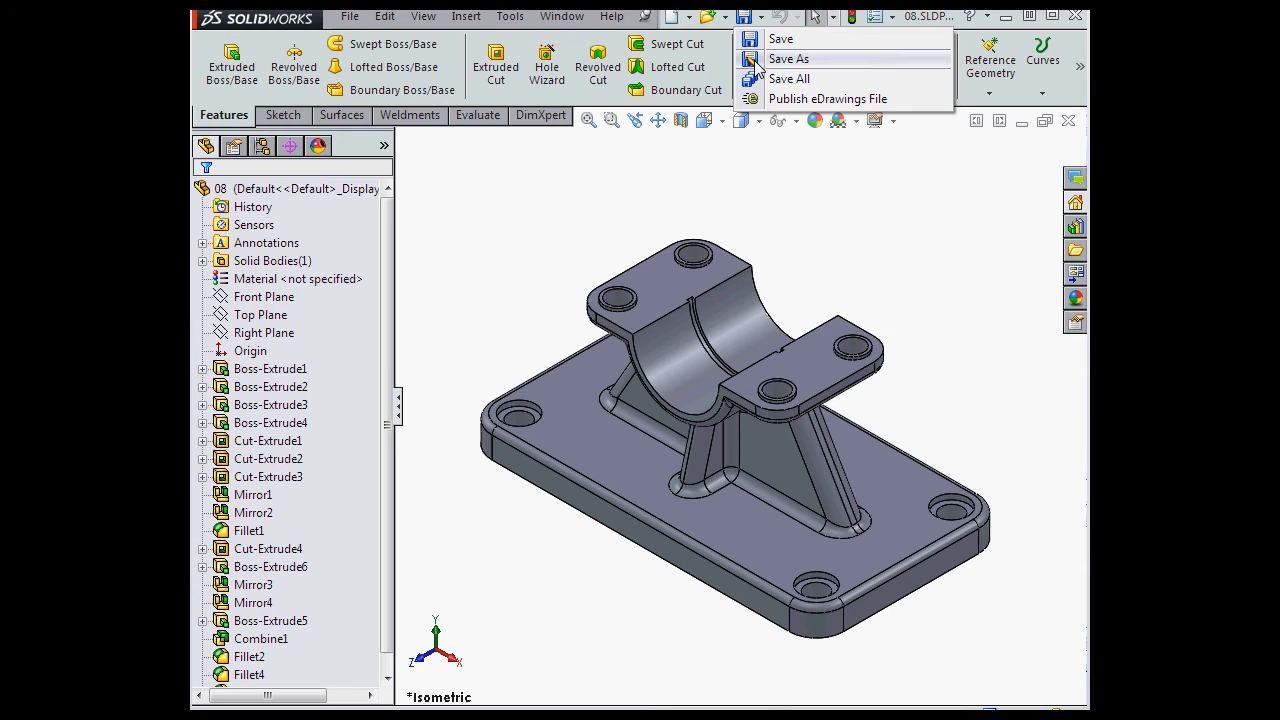 SOLIDWORKS File Edit View Insert Tools Window Help 08.SLDP... ?
Save
Save As
Save All
Publish eDrawings File
Extruded Boss/Base
Revolved Boss/Base
Swept Boss/Base
Lofted Boss/Base
Boundary Boss/Base
Extruded Cut
Hole Wizard
Revolved Cut
Swept Cut
Lofted Cut
Boundary Cut
Reference Geometry
Curves
Features Sketch Surfaces Weldments Evaluate DimXpert
08 (Default<<Default>_Display
History
Sensors
Annotations
Solid Bodies(1)
Material <not specified>
Front Plane
Top Plane
Right Plane
Origin
Boss-Extrude1
Boss-Extrude2
Boss-Extrude3
Boss-Extrude4
Cut-Extrude1
Cut-Extrude2
Cut-Extrude3
Mirror1
Mirror2
Fillet1
Cut-Extrude4
Boss-Extrude6
Mirror3
Mirror4
Boss-Extrude5
Combine1
Fillet2
Fillet4
Y
Z X
*Isometric